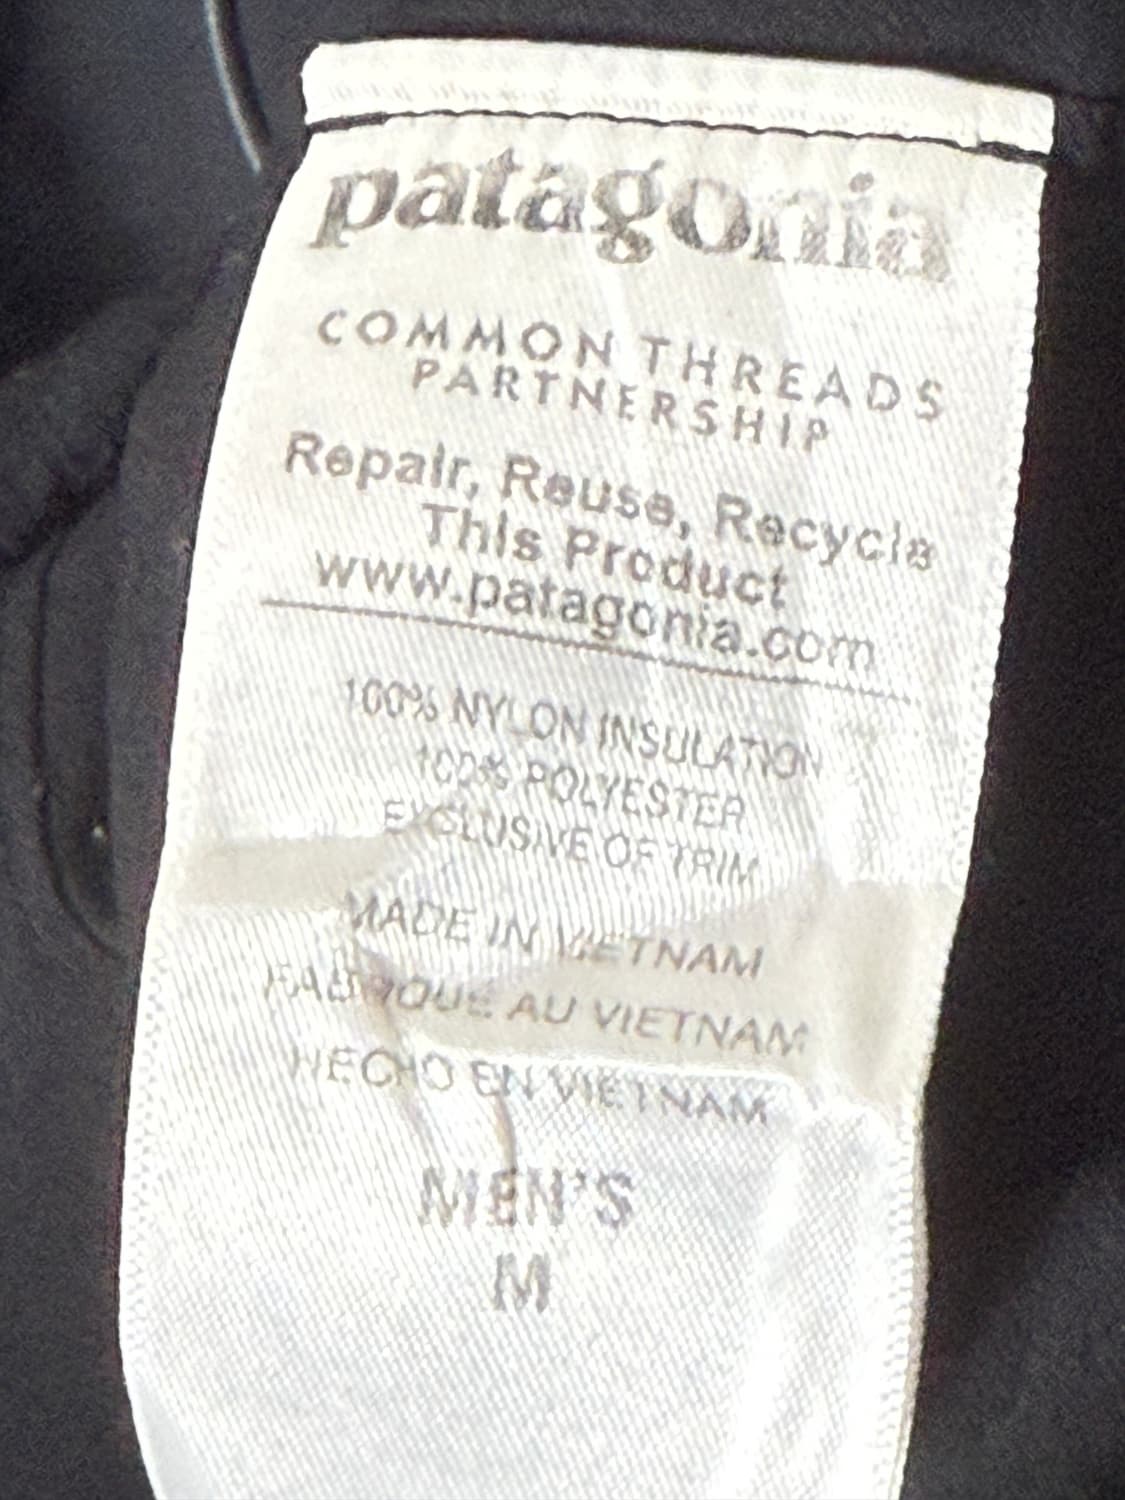 patagonia
COMMON THREADS
PARTNERSHIP
Repair, Reuse, Recycle
This Product
www.patagonia.com
100% NYLON INSULATION
100% POLYESTER
EXCLUSIVE OF TRIM
MADE IN VIETNAM
FABRIQUE AU VIETNAM
HECHO EN VIETNAM
MEN'S
M